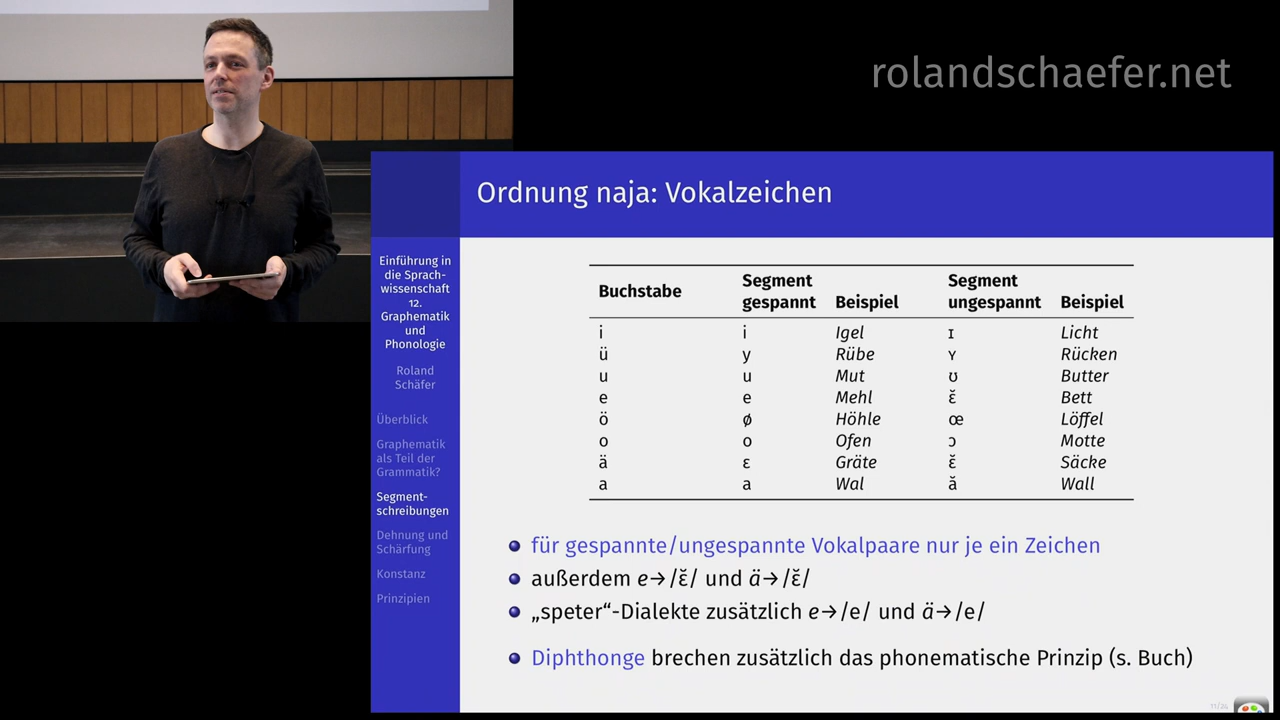 rolandschaefer.net
Ordnung naja: Vokalzeichen
Einführung in
die Sprach-
wissenschaft
12.
Graphematik
und
Phonologie
Roland
Schäfer
Überblick
Graphematik
als Teil der
Grammatik?
Segment-
schreibungen
Dehnung und
Schärfung
Konstanz
Prinzipien
Buchstabe Segment gespannt Beispiel Segment ungespannt Beispiel
i i Igel ɪ Licht
ü y Rübe ʏ Rücken
u u Mut ʊ Butter
e e Mehl ɛ̆ Bett
ö ø Höhle œ Löffel
o o Ofen ɔ Motte
ä ɛ Gräte ɛ̆ Säcke
a a Wal ă Wall
für gespannte/ungespannte Vokalpaare nur je ein Zeichen
außerdem e→/ɛ̆/ und ä→/ɛ̆/
„speter“-Dialekte zusätzlich e→/e/ und ä→/e/
Diphthonge brechen zusätzlich das phonematische Prinzip (s. Buch)
11/24